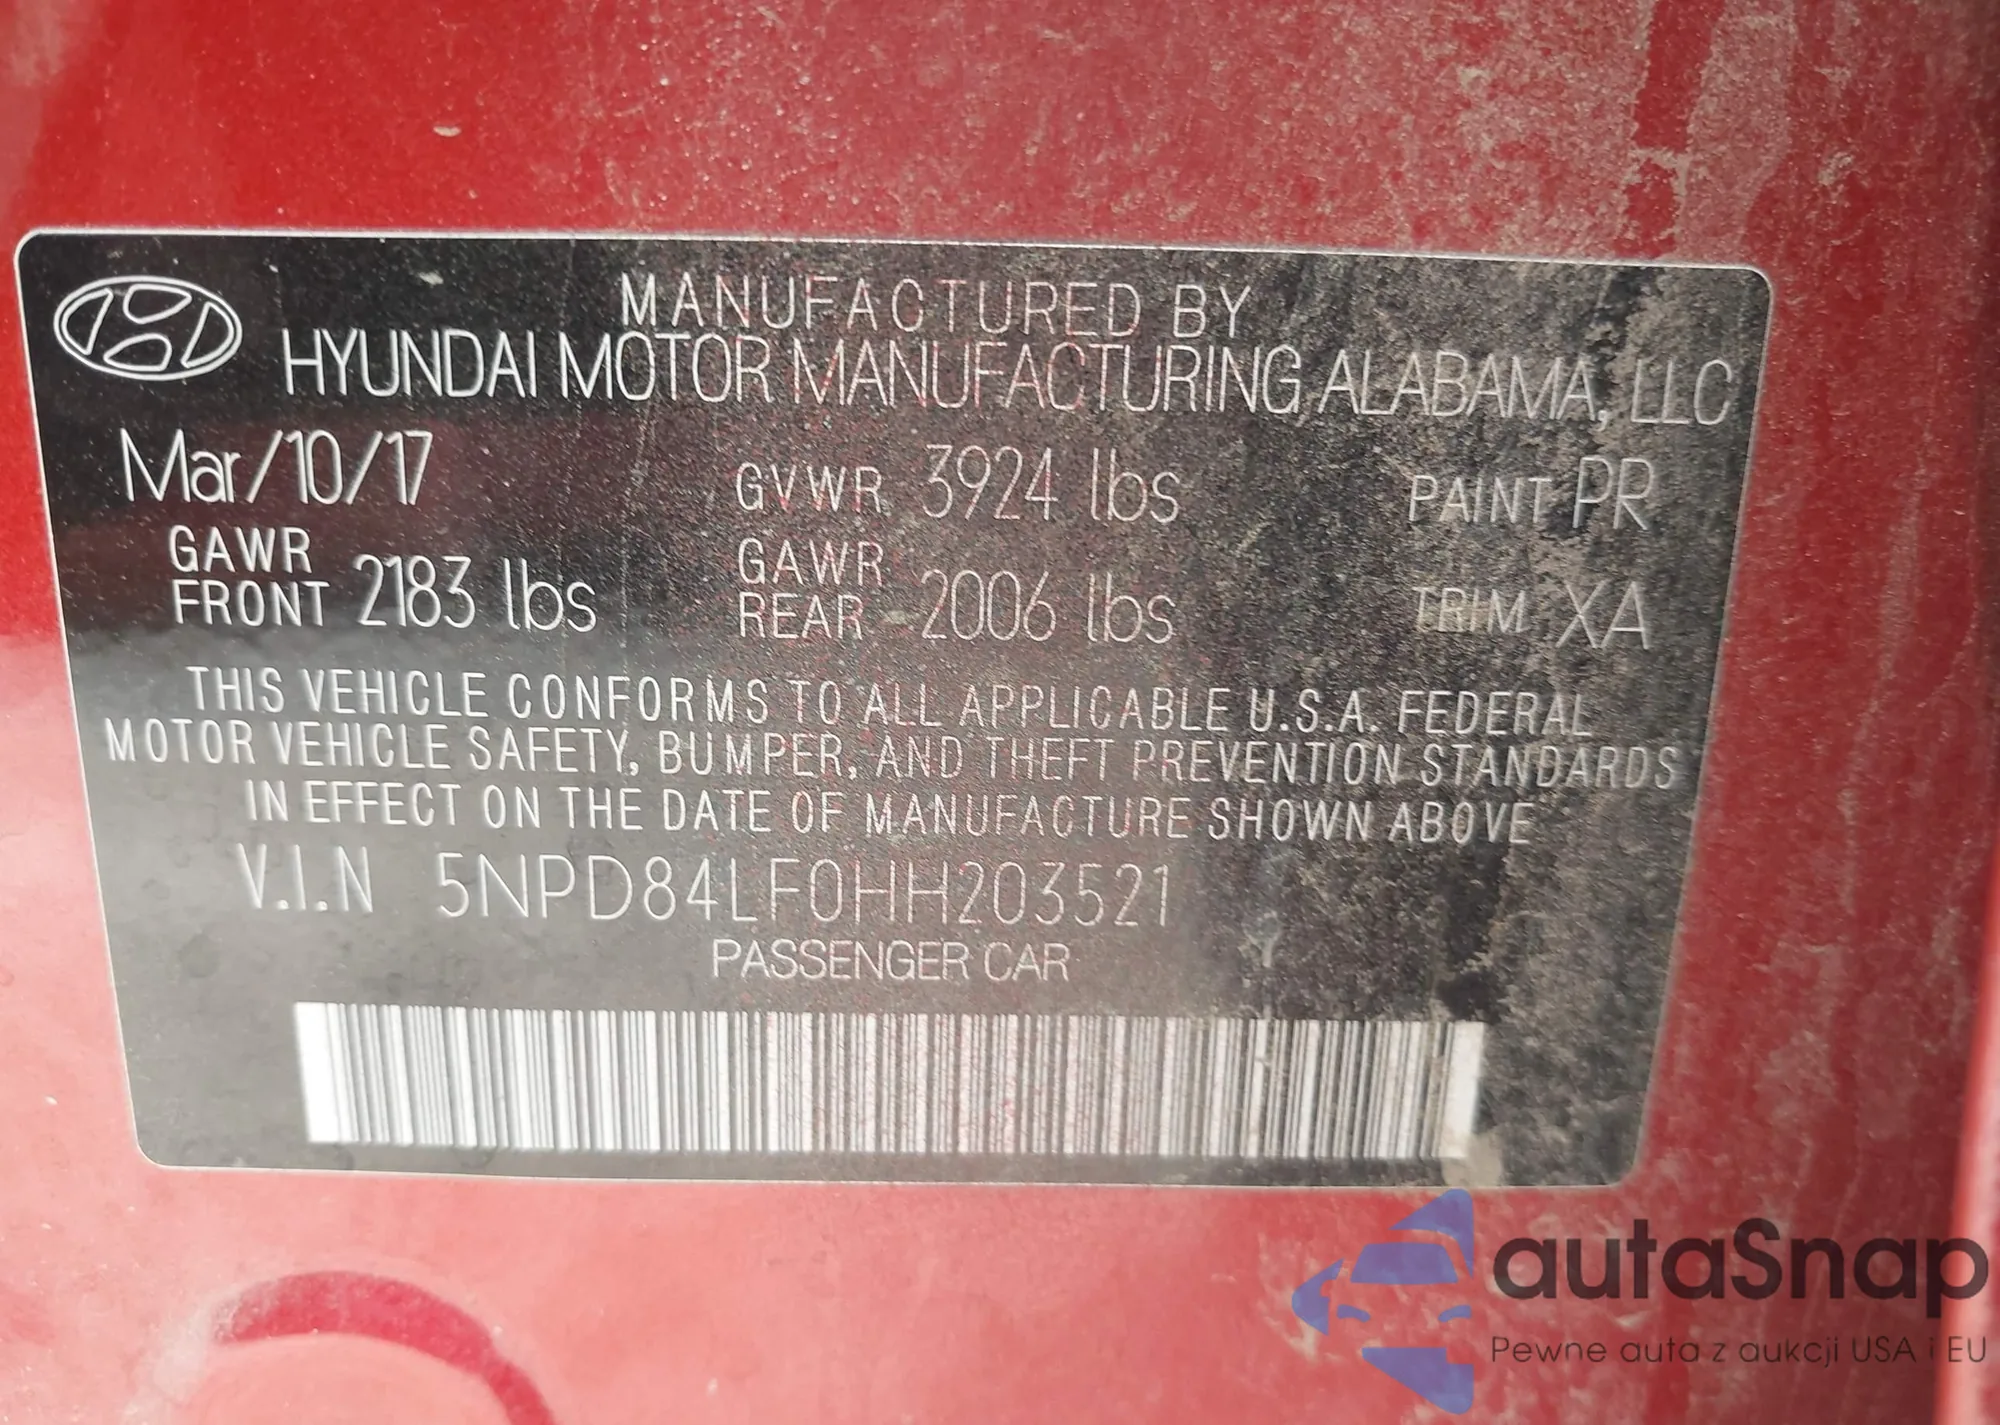 MANUFACTURED BY
HYUNDAI MOTOR MANUFACTURING ALABAMA, LLC
Mar/10/17 GVWR 3924 lbs PAINT PR
GAWR FRONT 2183 lbs GAWR REAR 2006 lbs TRIM XA
THIS VEHICLE CONFORMS TO ALL APPLICABLE U.S.A. FEDERAL
MOTOR VEHICLE SAFETY, BUMPER, AND THEFT PREVENTION STANDARDS
IN EFFECT ON THE DATE OF MANUFACTURE SHOWN ABOVE
V.I.N 5NPD84LF0HH203521
PASSENGER CAR
autaSnap
Pewne auta z aukcji USA i EU